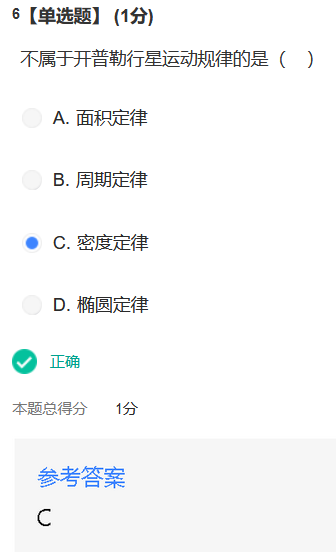 6【单选题】 (1分)
不属于开普勒行星运动规律的是（ ）
A. 面积定律
B. 周期定律
C. 密度定律
D. 椭圆定律
正确
本题总得分 1分
参考答案
C